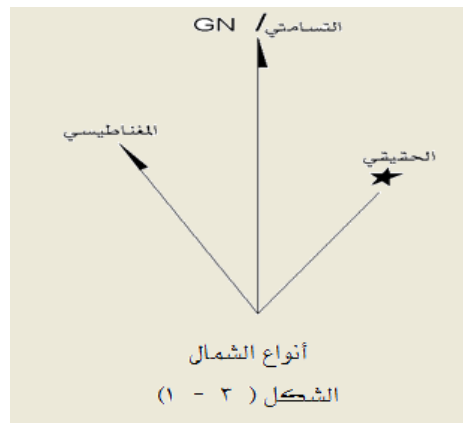 التسامتي/ GN
المغناطيسي
الحقيقي
أنواع الشمال
الشكل ( ٣ - ١)